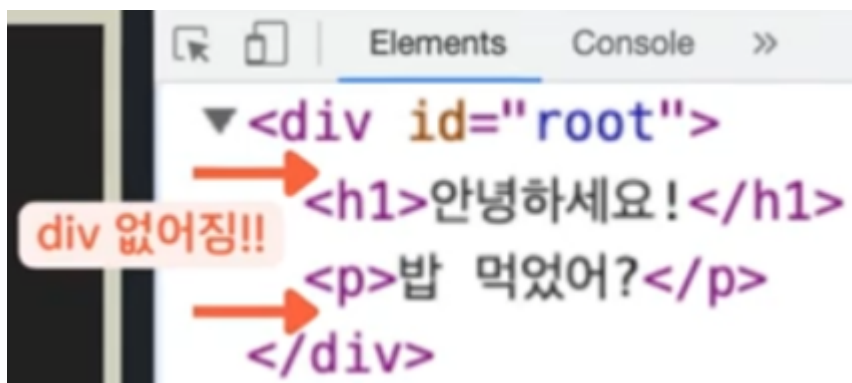 Elements Console »
<div id="root">
<h1>안녕하세요!</h1>
div 없어짐!!
<p>밥 먹었어?</p>
</div>